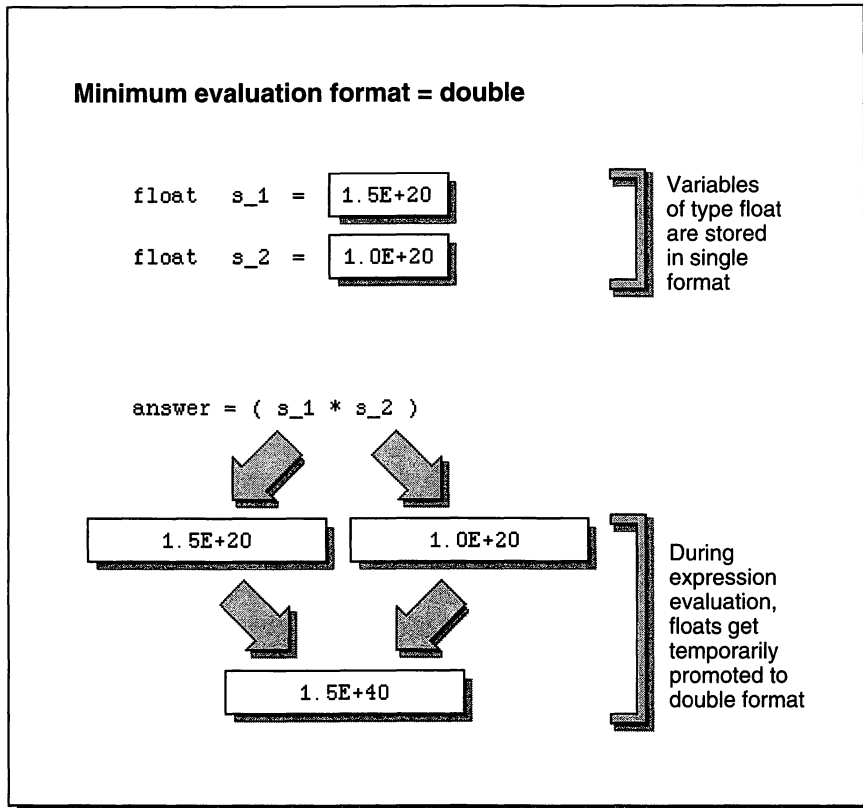 Minimum evaluation format = double
float s_1 = 1.5E+20
float s_2 = 1.0E+20
Variables
of type float
are stored
in single
format
answer = ( s_1 * s_2 )
1.5E+20 1.0E+20
1.5E+40
During
expression
evaluation,
floats get
temporarily
promoted to
double format